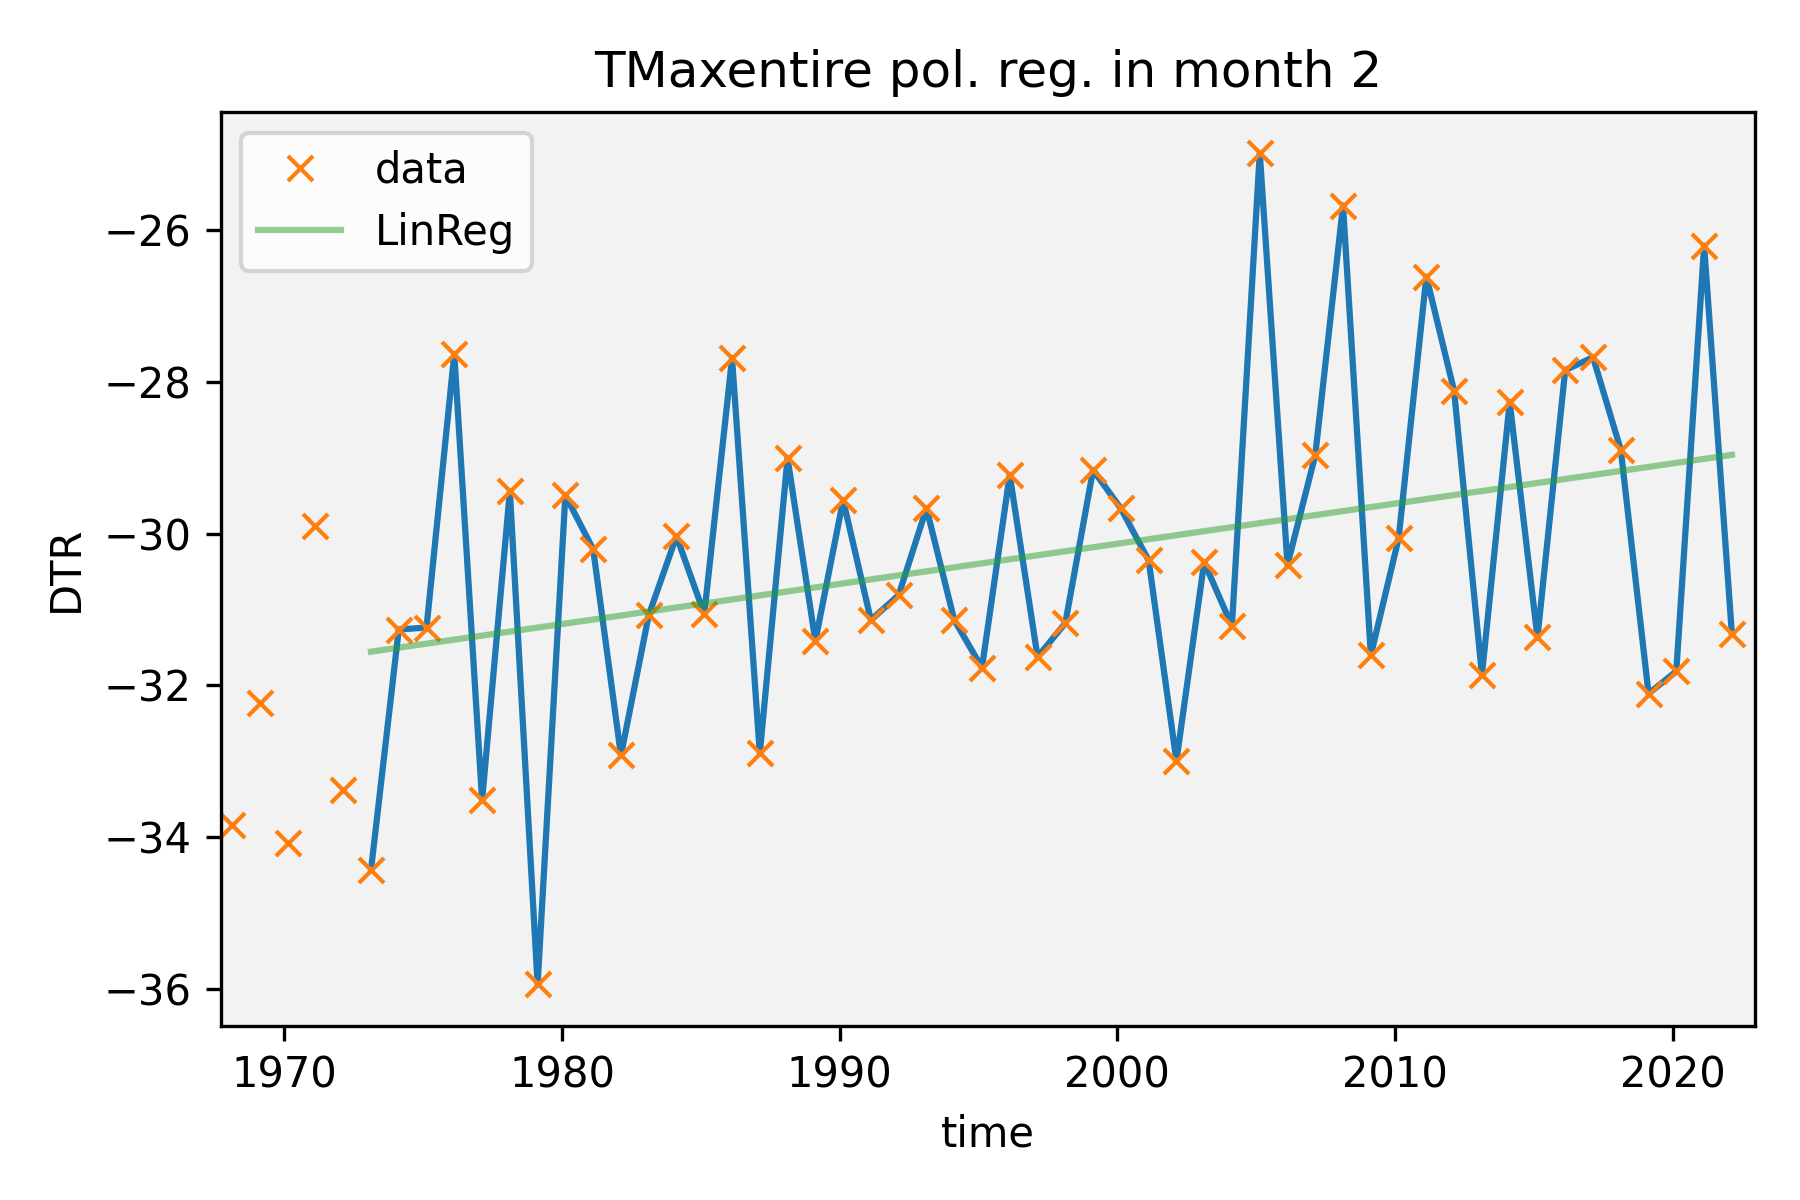 TMaxentire pol. reg. in month 2
data
LinReg
DTR
−26
−28
−30
−32
−34
−36
1970 1980 1990 2000 2010 2020
time